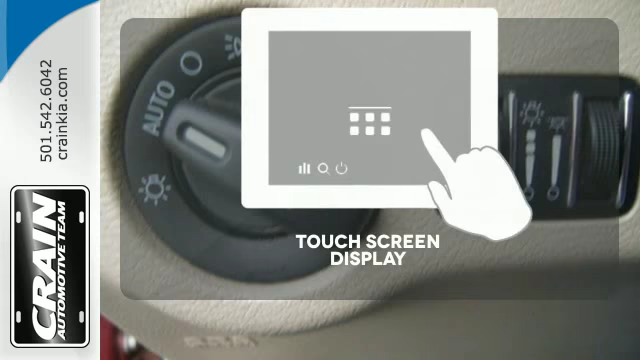 501.542.6042
crainkia.com
CRAIN
AUTOMOTIVE TEAM
AUTO
TOUCH SCREEN
DISPLAY